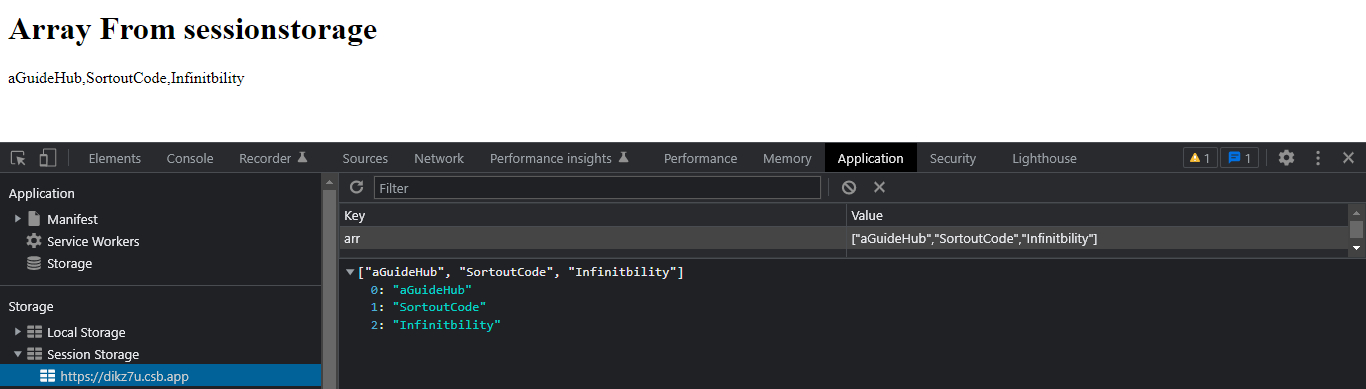 Array From sessionstorage
aGuideHub,SortoutCode,Infinitbility
Elements Console Recorder Sources Network Performance insights Performance Memory Application Security Lighthouse 1 1
Application
Manifest
Service Workers
Storage
Storage
Local Storage
Session Storage
https://dikz7u.csb.app
Filter
Key Value
arr ["aGuideHub","SortoutCode","Infinitbility"]
["aGuideHub", "SortoutCode", "Infinitbility"]
0: "aGuideHub"
1: "SortoutCode"
2: "Infinitbility"